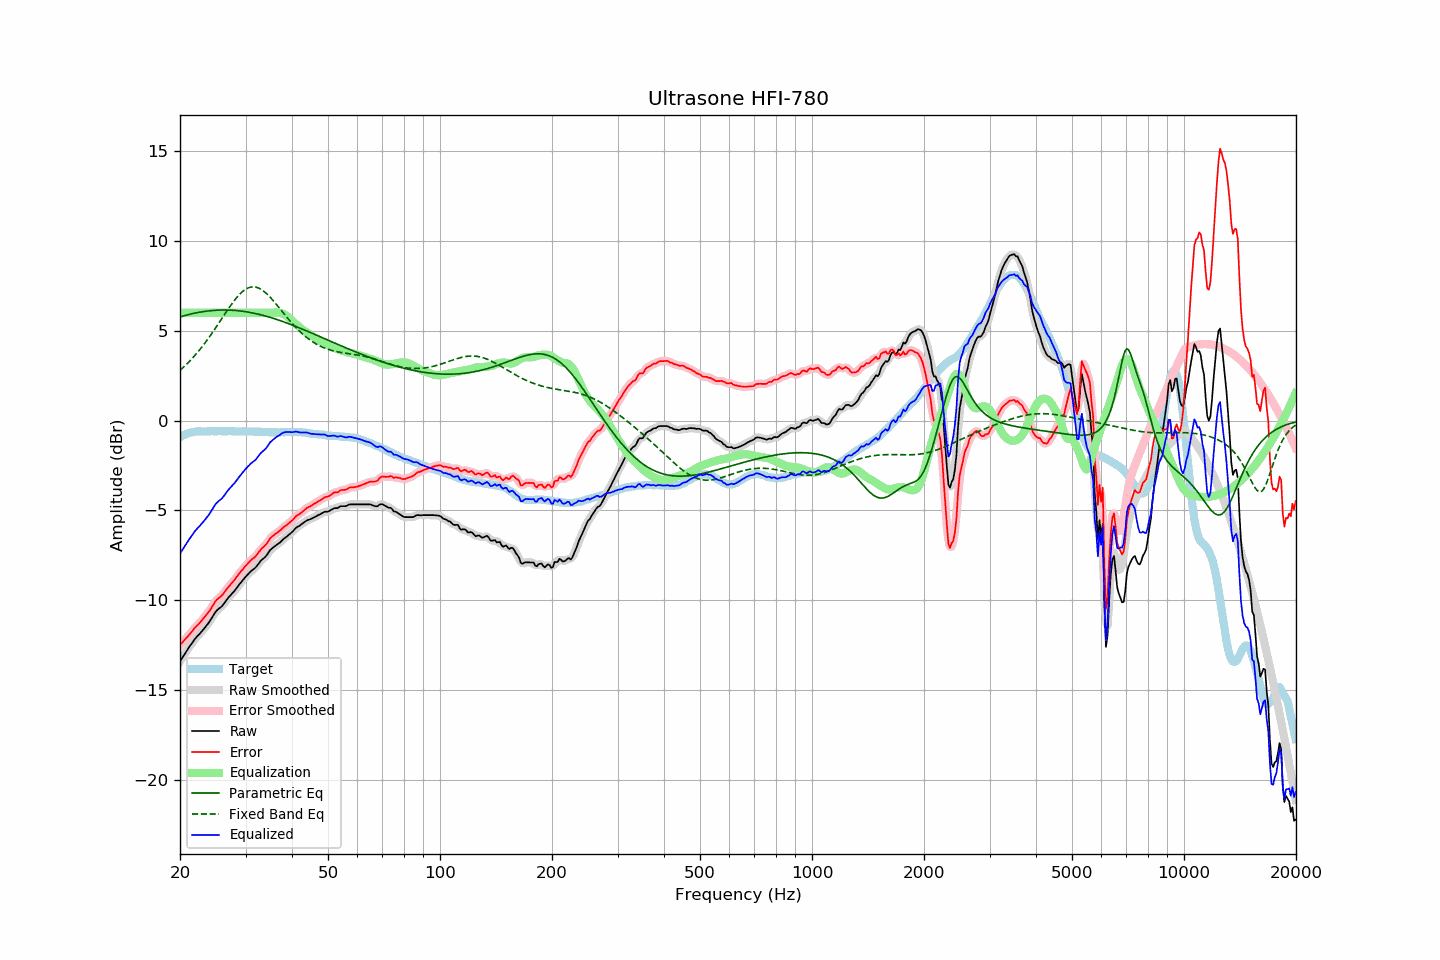 Ultrasone HFI-780
Amplitude (dBr)
15
10
5
0
−5
−10
−15
−20
Target
Raw Smoothed
Error Smoothed
Raw
Error
Equalization
Parametric Eq
Fixed Band Eq
Equalized
20 50 100 200 500 1000 2000 5000 10000 20000
Frequency (Hz)